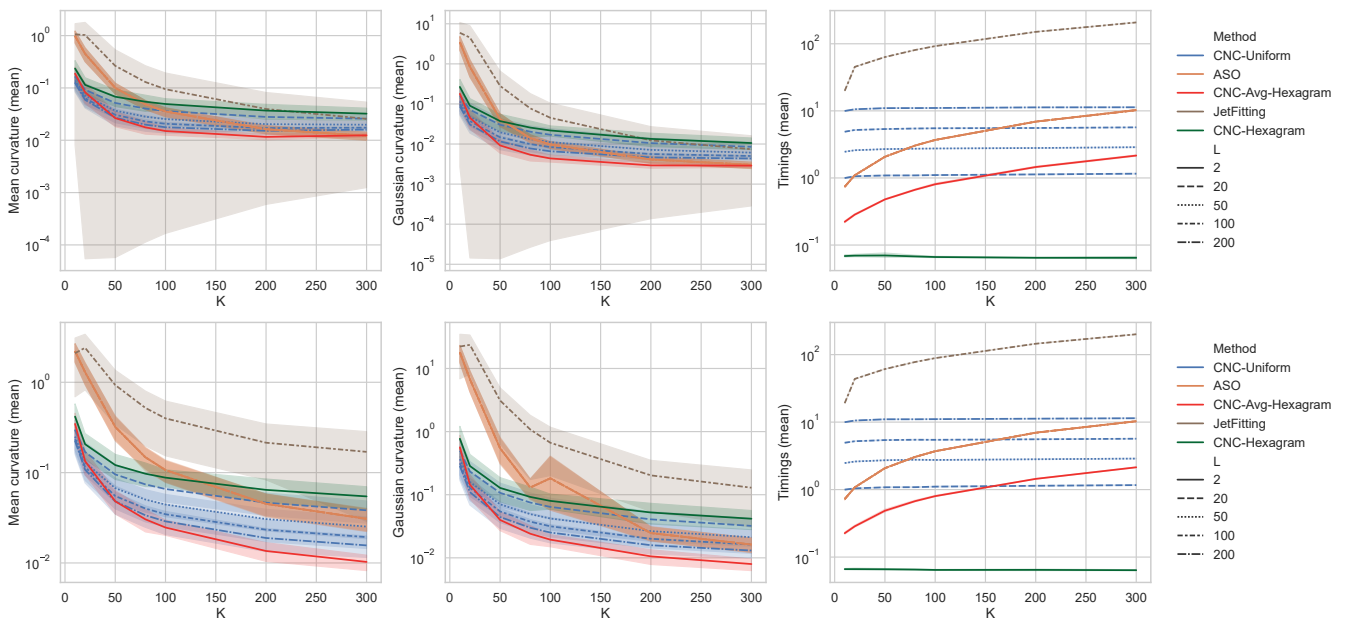 Mean curvature (mean)
10⁰
10⁻¹
10⁻²
10⁻³
10⁻⁴
0 50 100 150 200 250 300
K
Gaussian curvature (mean)
10¹
10⁰
10⁻¹
10⁻²
10⁻³
10⁻⁴
10⁻⁵
0 50 100 150 200 250 300
K
Timings (mean)
10²
10¹
10⁰
10⁻¹
0 50 100 150 200 250 300
K
Method
CNC-Uniform
ASO
CNC-Avg-Hexagram
JetFitting
CNC-Hexagram
L
2
20
50
100
200
Mean curvature (mean)
10⁰
10⁻¹
10⁻²
0 50 100 150 200 250 300
K
Gaussian curvature (mean)
10¹
10⁰
10⁻¹
10⁻²
0 50 100 150 200 250 300
K
Timings (mean)
10²
10¹
10⁰
10⁻¹
0 50 100 150 200 250 300
K
Method
CNC-Uniform
ASO
CNC-Avg-Hexagram
JetFitting
CNC-Hexagram
L
2
20
50
100
200